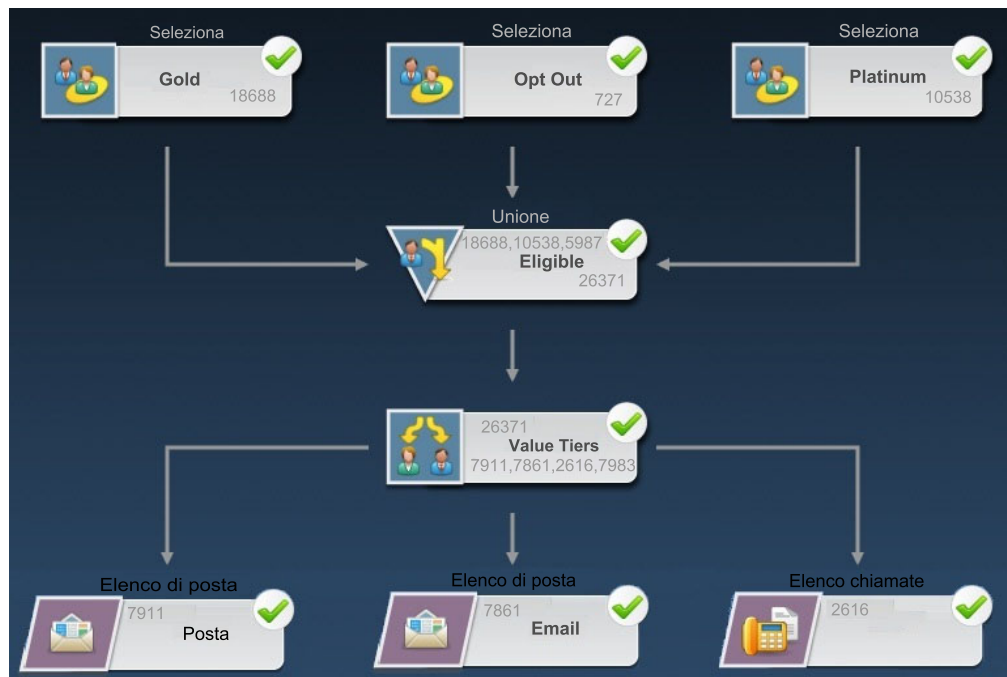 Seleziona
Gold
18688
Seleziona
Opt Out
727
Seleziona
Platinum
10538
Unione
18688,10538,5987
Eligible
26371
26371
Value Tiers
7911,7861,2616,7983
Elenco di posta
7911
Posta
Elenco di posta
7861
Email
Elenco chiamate
2616